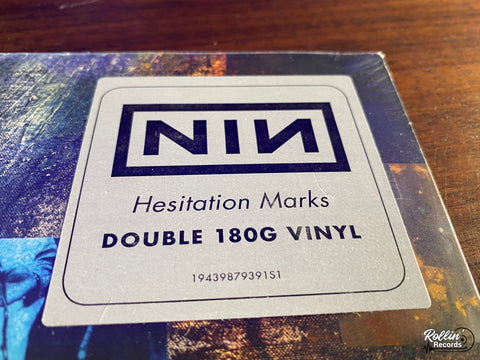 NIN
Hesitation Marks
DOUBLE 180G VINYL
19439879391S1
Rollin'
Records